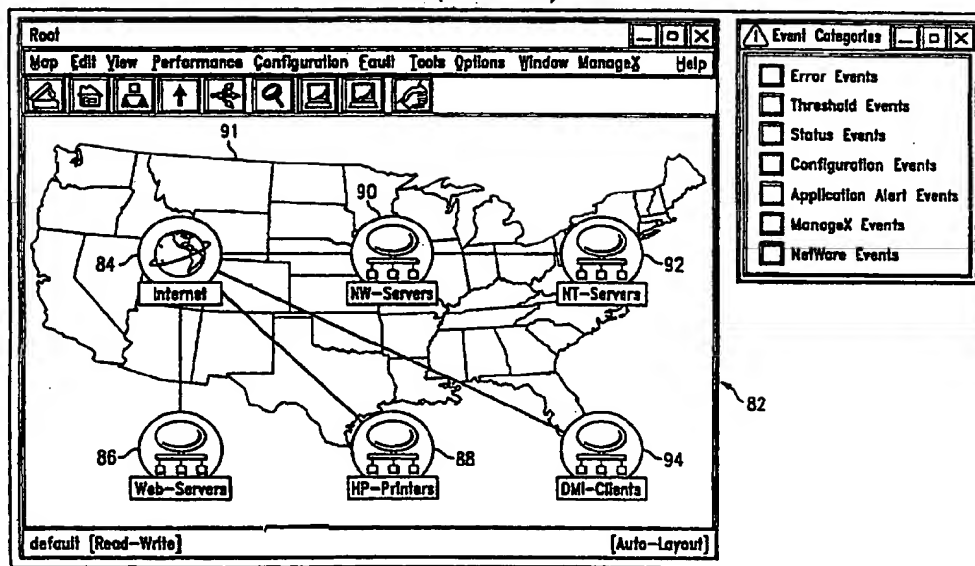 Root
Map Edit View Performance Configuration Fault Tools Options Window ManageX Help
91
90
84
92
Internet
NW-Servers
NT-Servers
86
88
94
Web-Servers
HP-Printers
DMI-Clients
default [Read-Write]
[Auto-Layout]
Event Categories
Error Events
Threshold Events
Status Events
Configuration Events
Application Alert Events
ManageX Events
NetWare Events
82